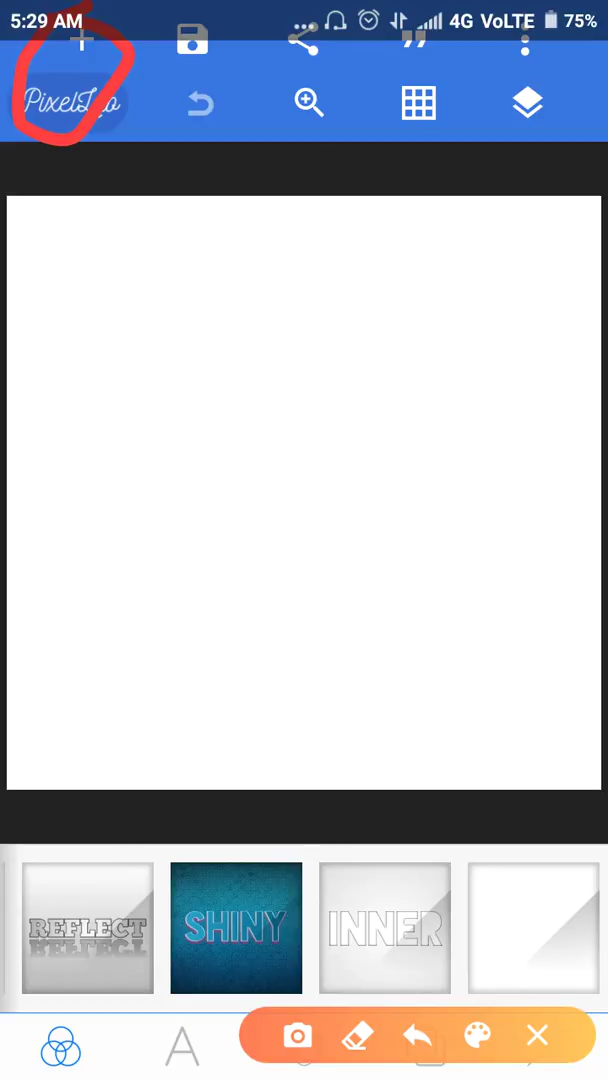 5:29 AM 4G VoLTE 75%
PixelLab
REFLECT
SHINY
INNER
A